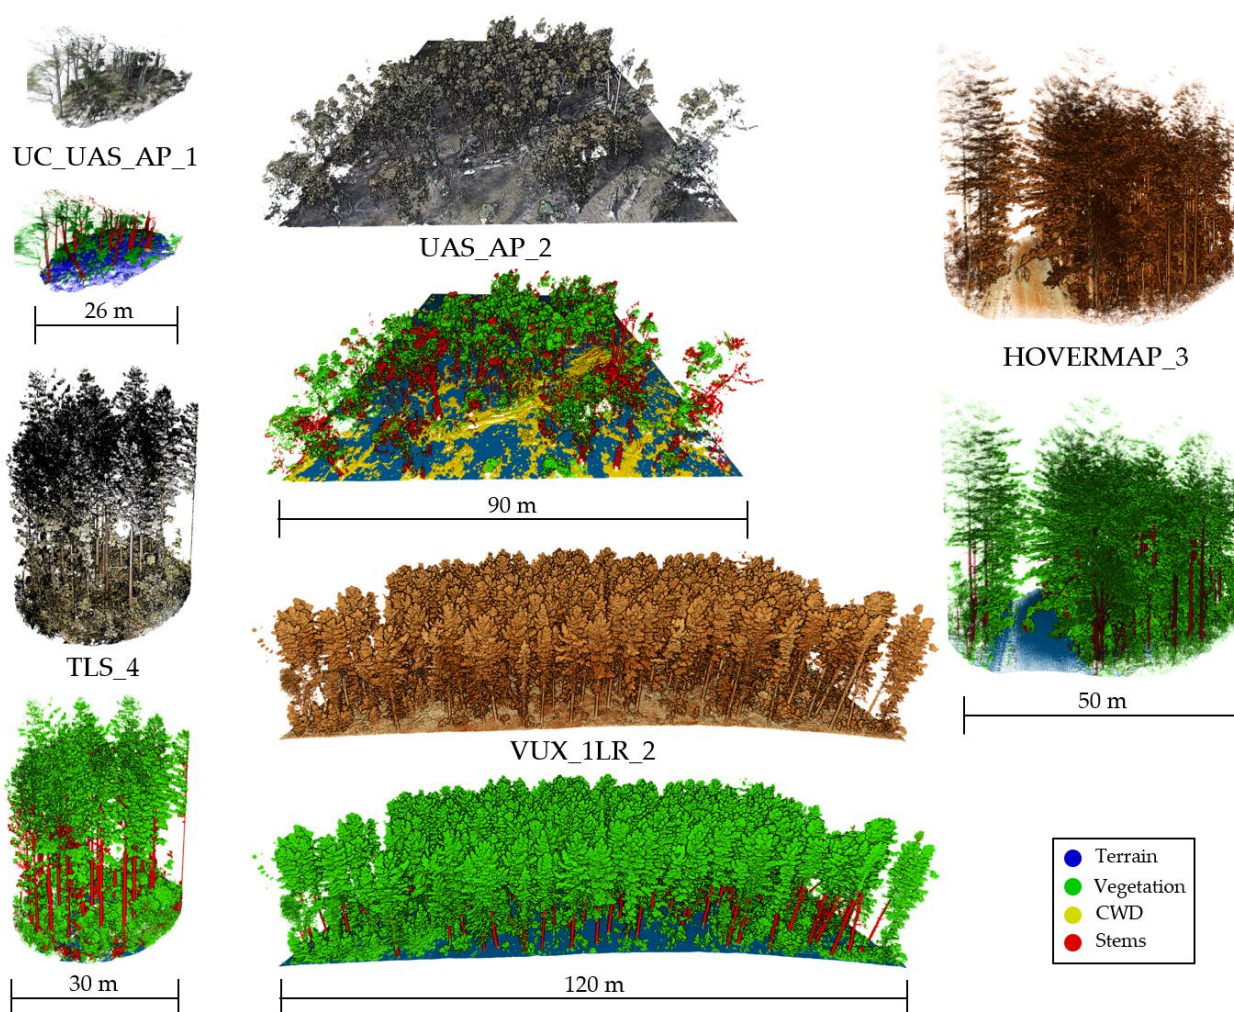 UC_UAS_AP_1
26 m
TLS_4
30 m
UAS_AP_2
90 m
VUX_1LR_2
120 m
HOVERMAP_3
50 m
Terrain
Vegetation
CWD
Stems